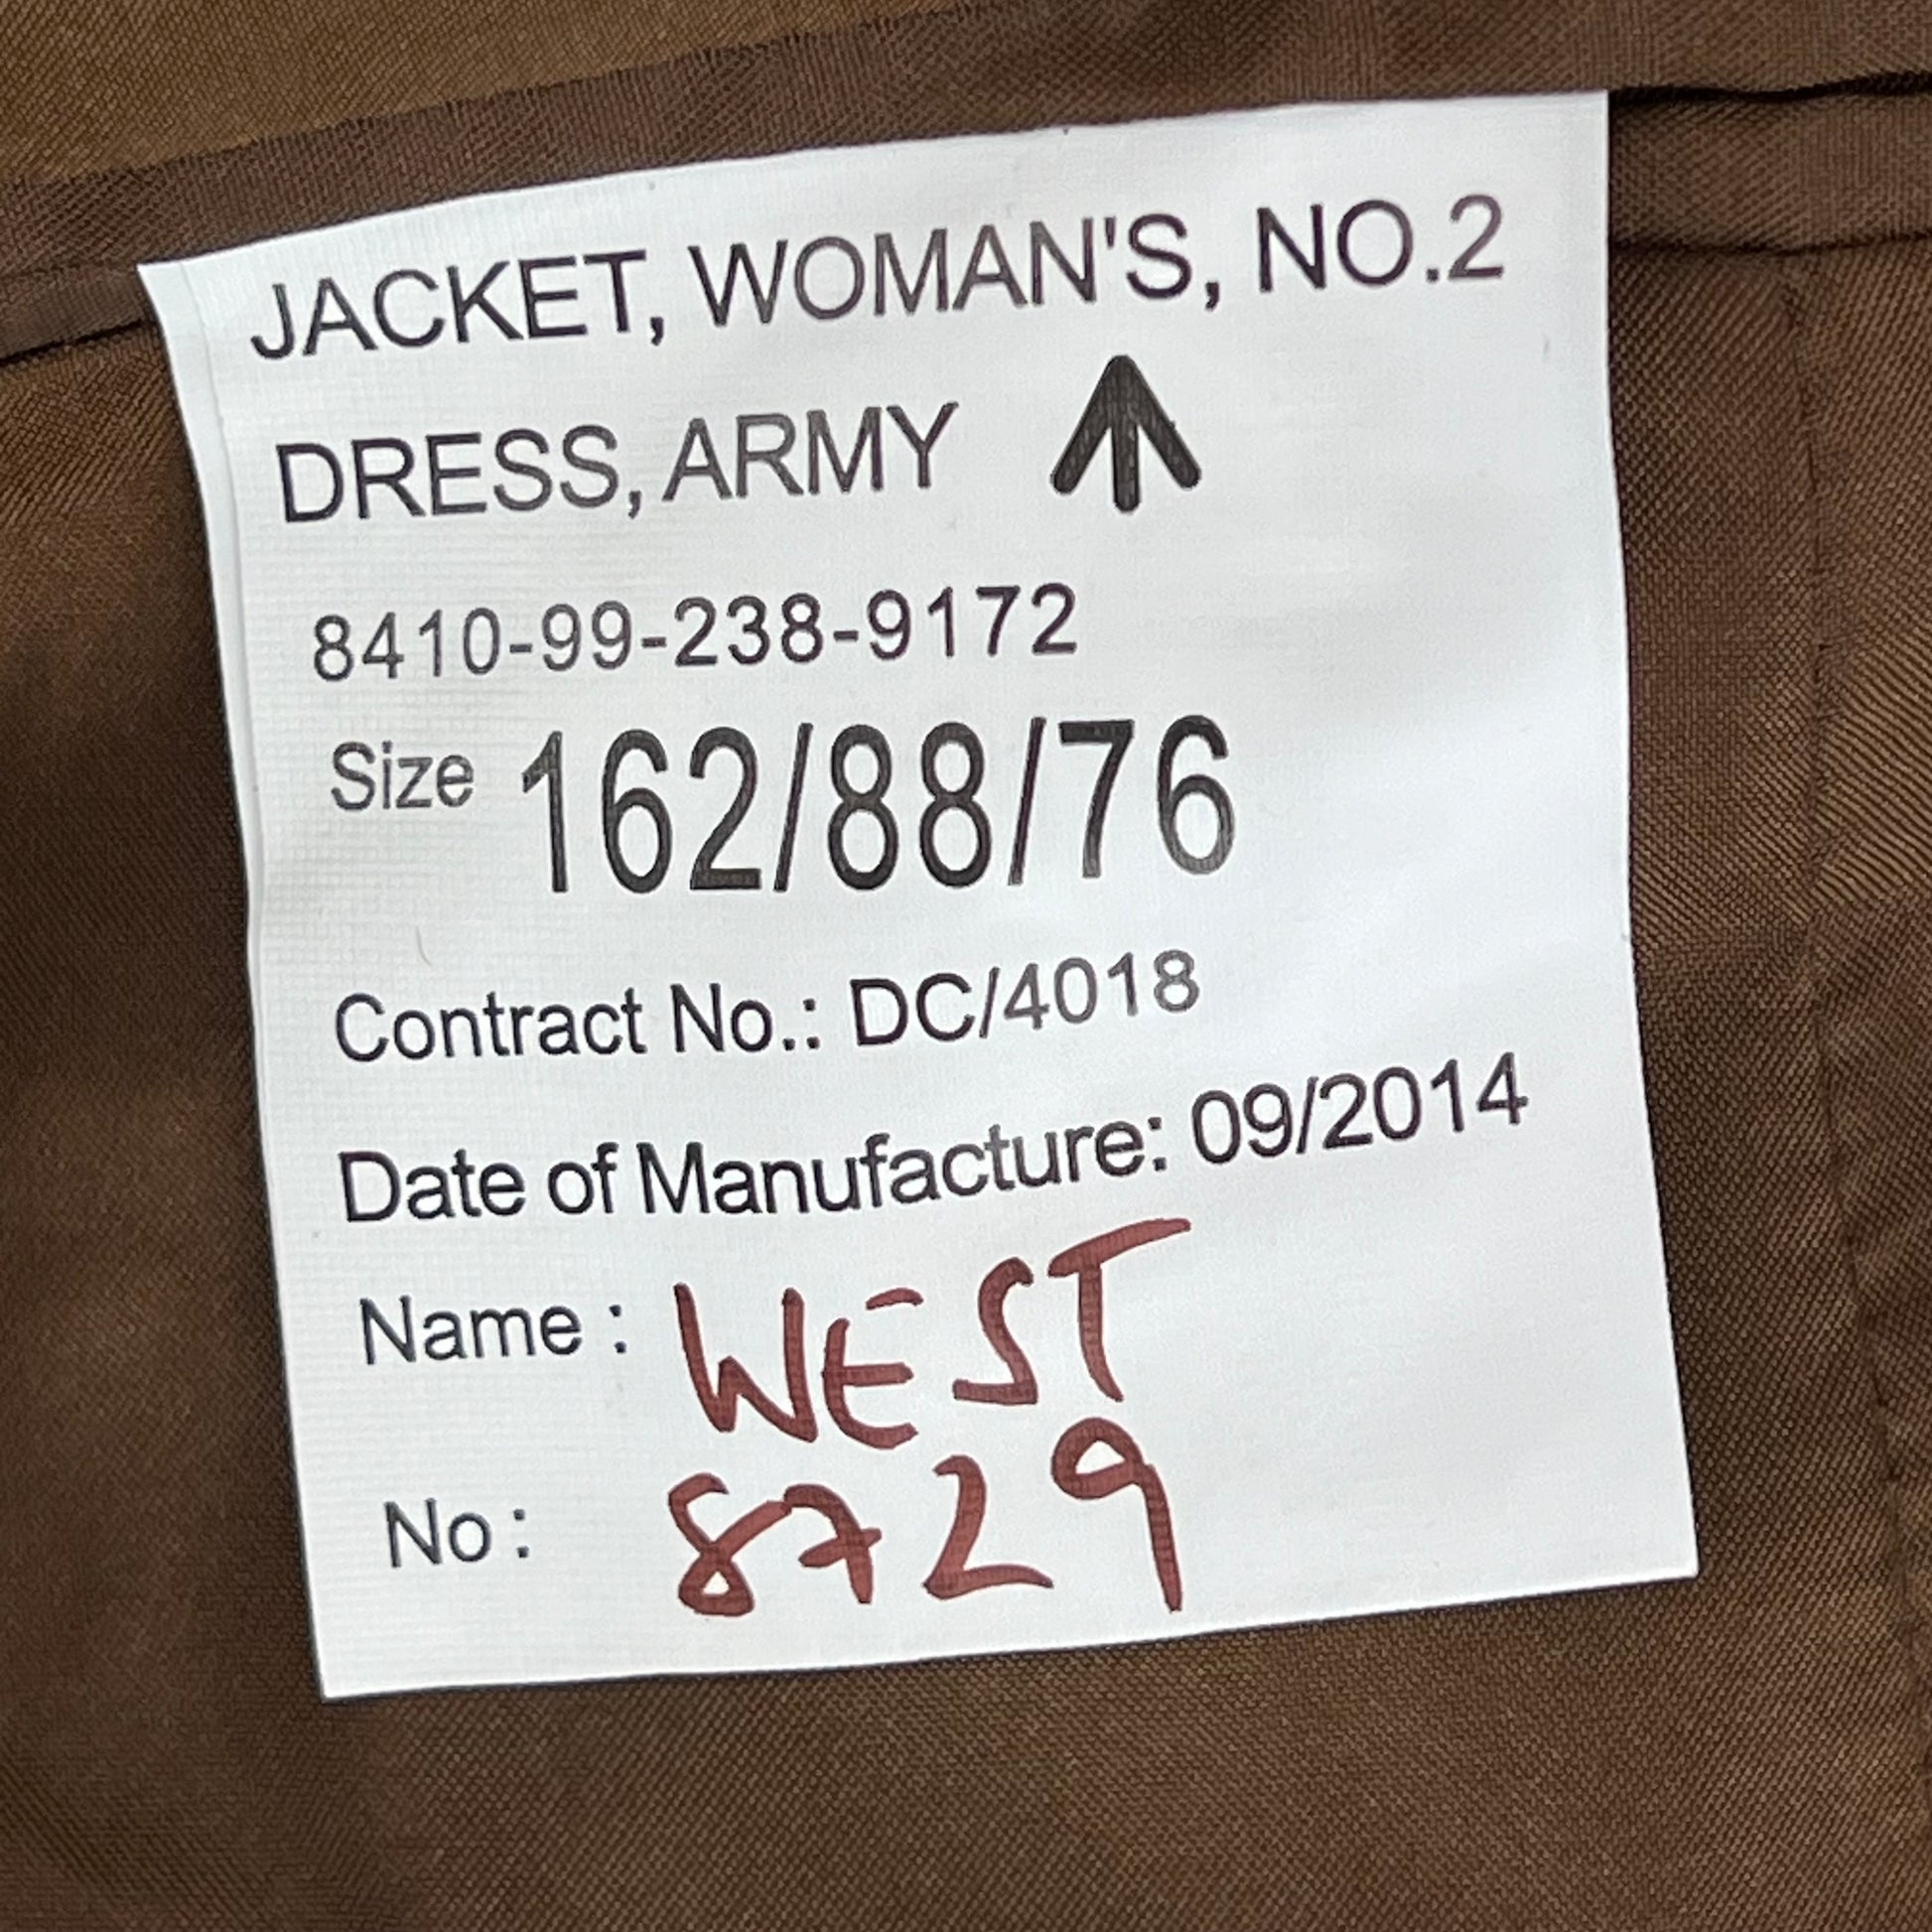 JACKET, WOMAN'S, NO.2
DRESS, ARMY
8410-99-238-9172
Size 162/88/76
Contract No.: DC/4018
Date of Manufacture: 09/2014
Name : WEST
No : 8729